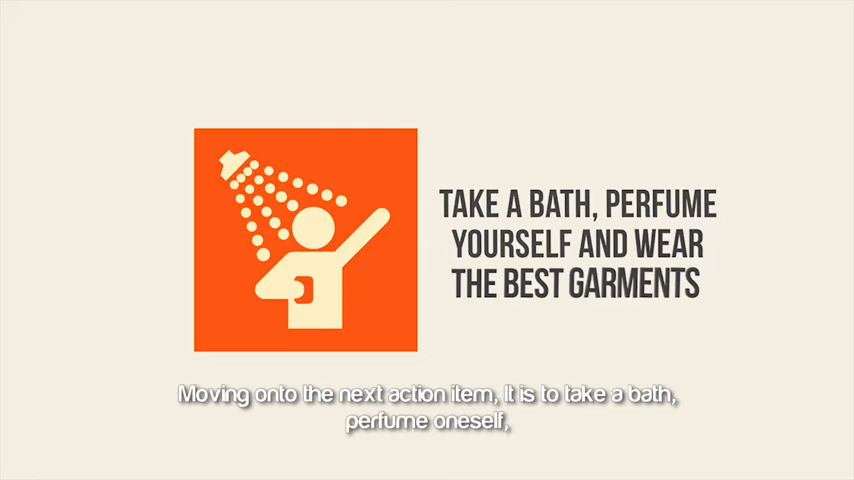 TAKE A BATH, PERFUME
YOURSELF AND WEAR
THE BEST GARMENTS
Moving onto the next action item, It is to take a bath,
perfume oneself,